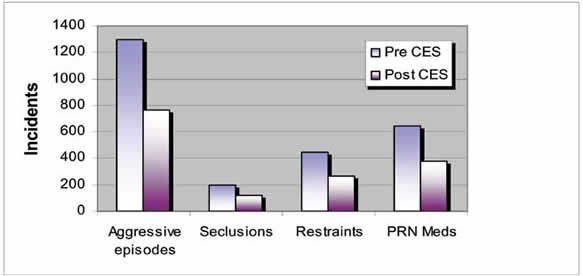 1400
1200
1000
800
600
400
200
0
Incidents
Pre CES
Post CES
Aggressive episodes
Seclusions
Restraints
PRN Meds